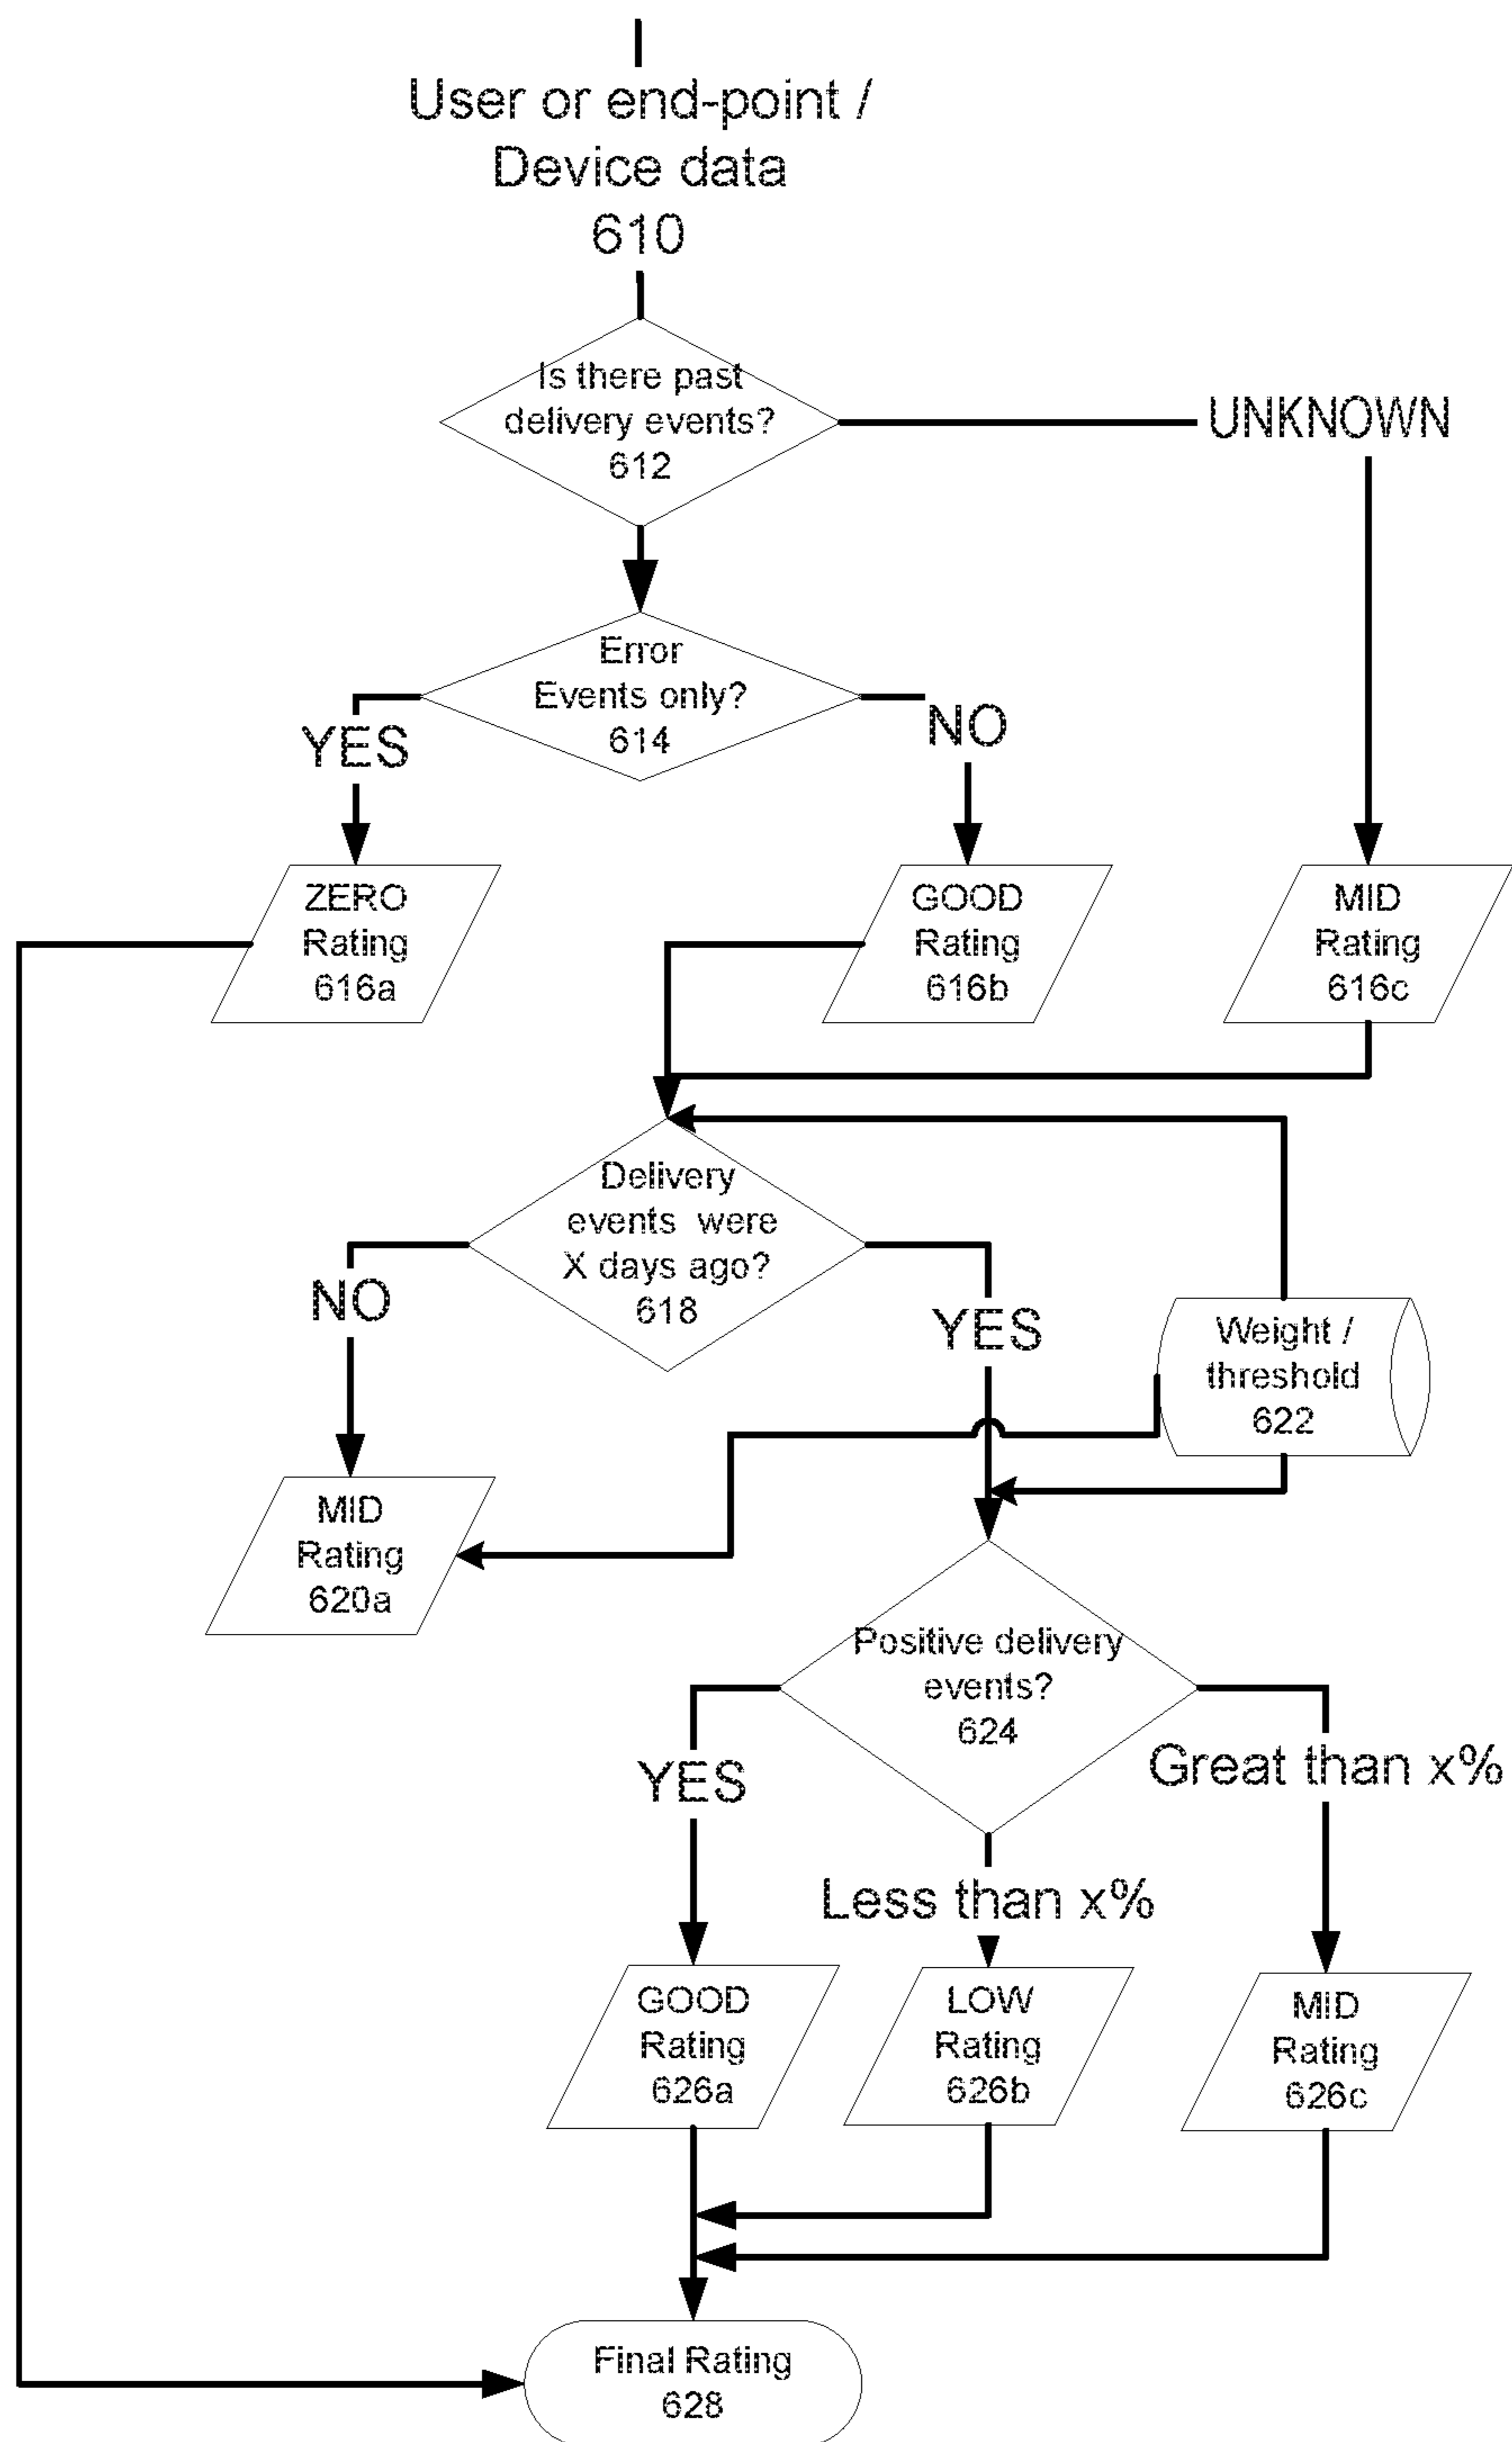 User or end-point /
Device data
610
Is there past
delivery events?
612
UNKNOWN
Error
Events only?
614
YES
NO
ZERO
Rating
616a
GOOD
Rating
616b
MID
Rating
616c
Delivery
events were
X days ago?
618
NO
YES
Weight /
threshold
622
MID
Rating
620a
Positive delivery
events?
624
YES
Less than x%
Great than x%
GOOD
Rating
626a
LOW
Rating
626b
MID
Rating
626c
Final Rating
628